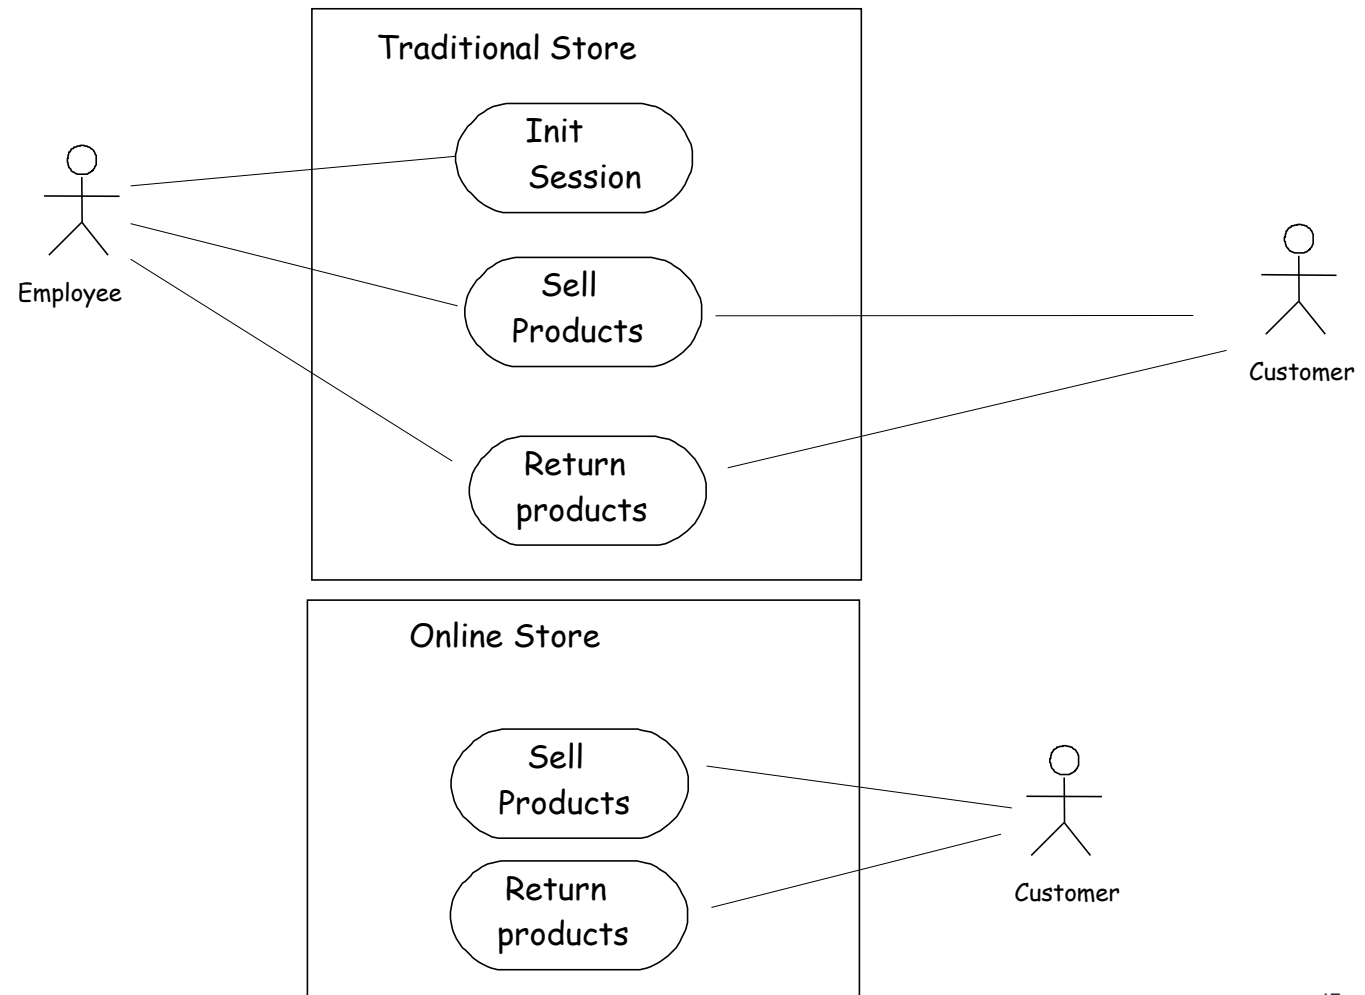 Traditional Store
Init
Session
Employee
Sell
Products
Customer
Return
products
Online Store
Sell
Products
Return
products
Customer